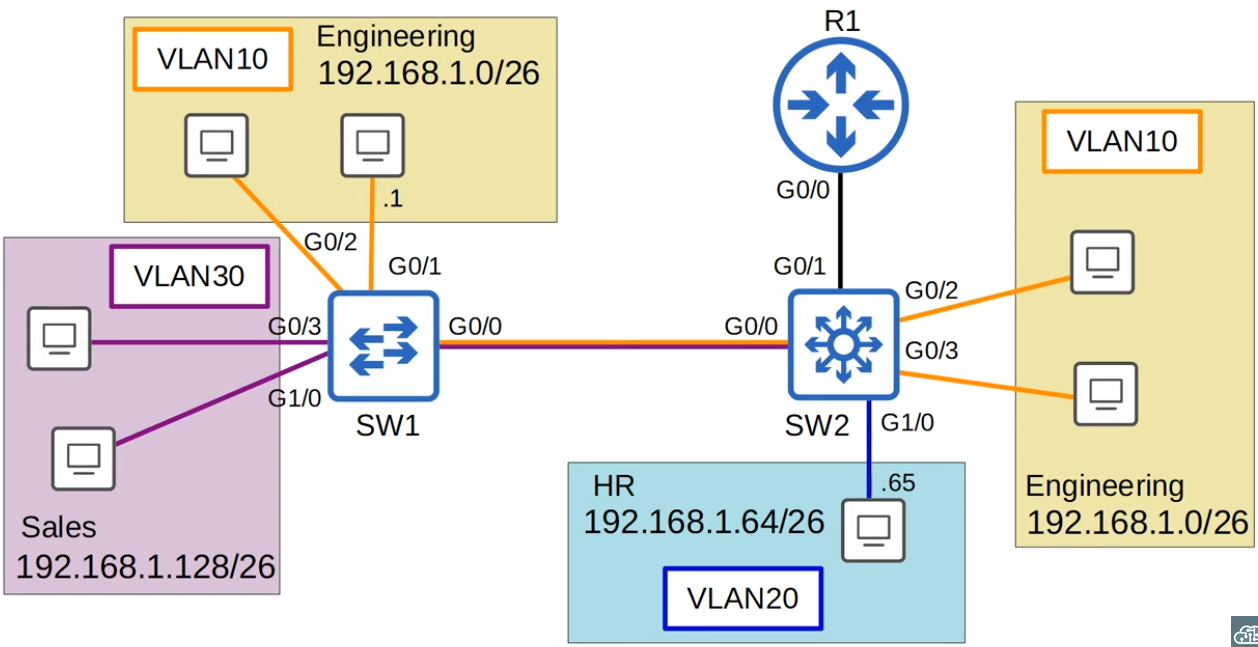 R1
VLAN10
Engineering
192.168.1.0/26
.1
G0/2
G0/1
VLAN30
G0/3
G1/0
Sales
192.168.1.128/26
SW1
G0/0
G0/0
G0/0
G0/1
G0/2
G0/3
SW2
G1/0
HR
192.168.1.64/26
.65
VLAN20
VLAN10
Engineering
192.168.1.0/26